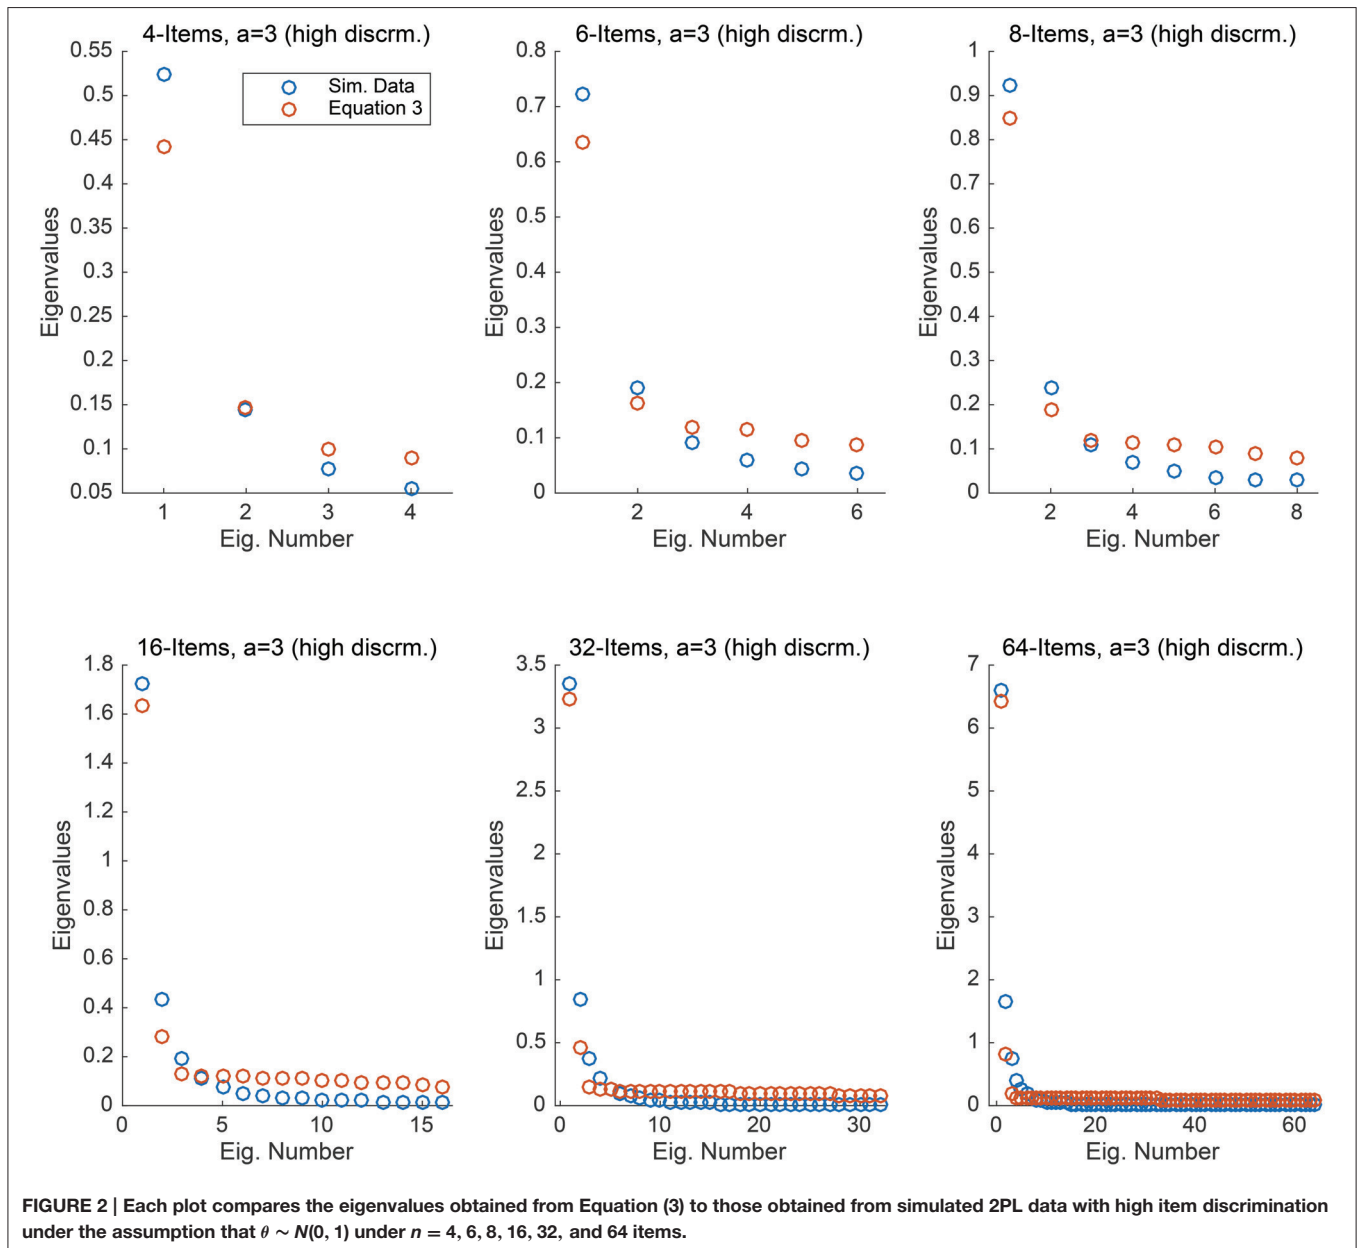 4-Items, a=3 (high discrm.)
0.55
0.5
0.45
0.4
0.35
0.3
0.25
0.2
0.15
0.1
0.05
Eigenvalues
Sim. Data
Equation 3
1 2 3 4
Eig. Number
6-Items, a=3 (high discrm.)
0.8
0.7
0.6
0.5
0.4
0.3
0.2
0.1
0
Eigenvalues
2 4 6
Eig. Number
8-Items, a=3 (high discrm.)
1
0.9
0.8
0.7
0.6
0.5
0.4
0.3
0.2
0.1
0
Eigenvalues
2 4 6 8
Eig. Number
16-Items, a=3 (high discrm.)
1.8
1.6
1.4
1.2
1
0.8
0.6
0.4
0.2
0
Eigenvalues
0 5 10 15
Eig. Number
32-Items, a=3 (high discrm.)
3.5
3
2.5
2
1.5
1
0.5
0
Eigenvalues
0 10 20 30
Eig. Number
64-Items, a=3 (high discrm.)
7
6
5
4
3
2
1
0
Eigenvalues
0 20 40 60
Eig. Number
FIGURE 2 | Each plot compares the eigenvalues obtained from Equation (3) to those obtained from simulated 2PL data with high item discrimination
under the assumption that θ ∼ N(0, 1) under n = 4, 6, 8, 16, 32, and 64 items.